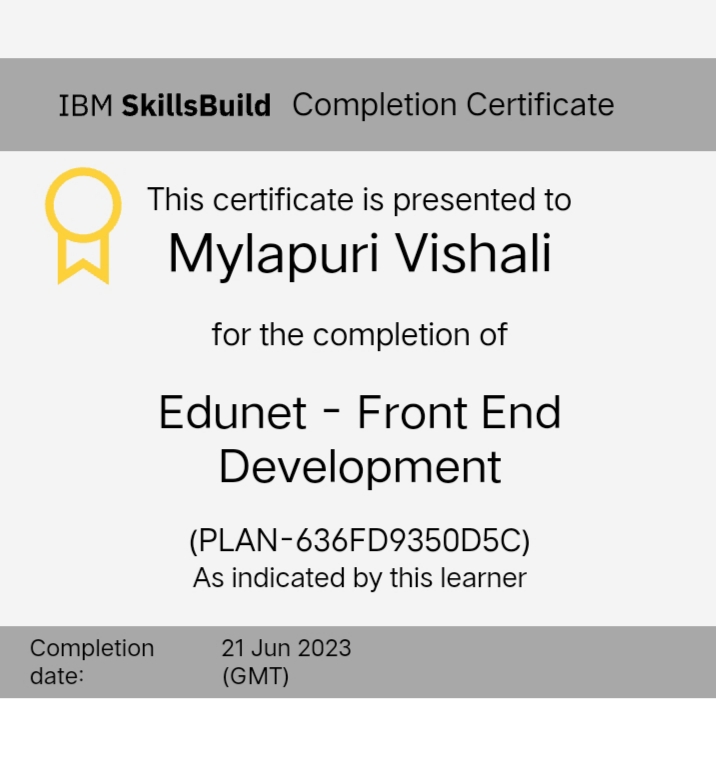 IBM SkillsBuild Completion Certificate
This certificate is presented to
Mylapuri Vishali
for the completion of
Edunet - Front End
Development
(PLAN-636FD9350D5C)
As indicated by this learner
Completion date: 21 Jun 2023 (GMT)